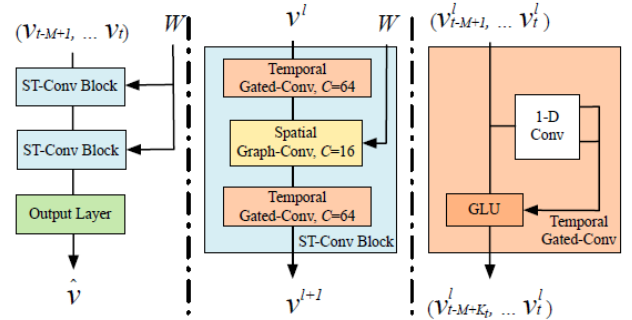 (v_{t-M+1}, ... v_t) W
ST-Conv Block
ST-Conv Block
Output Layer
v̂
v^l W
Temporal
Gated-Conv, C=64
Spatial
Graph-Conv, C=16
Temporal
Gated-Conv, C=64
ST-Conv Block
v^{l+1}
(v^l_{t-M+1}, ... v^l_t)
1-D
Conv
GLU
Temporal
Gated-Conv
(v^l_{t-M+K_t}, ... v^l_t)